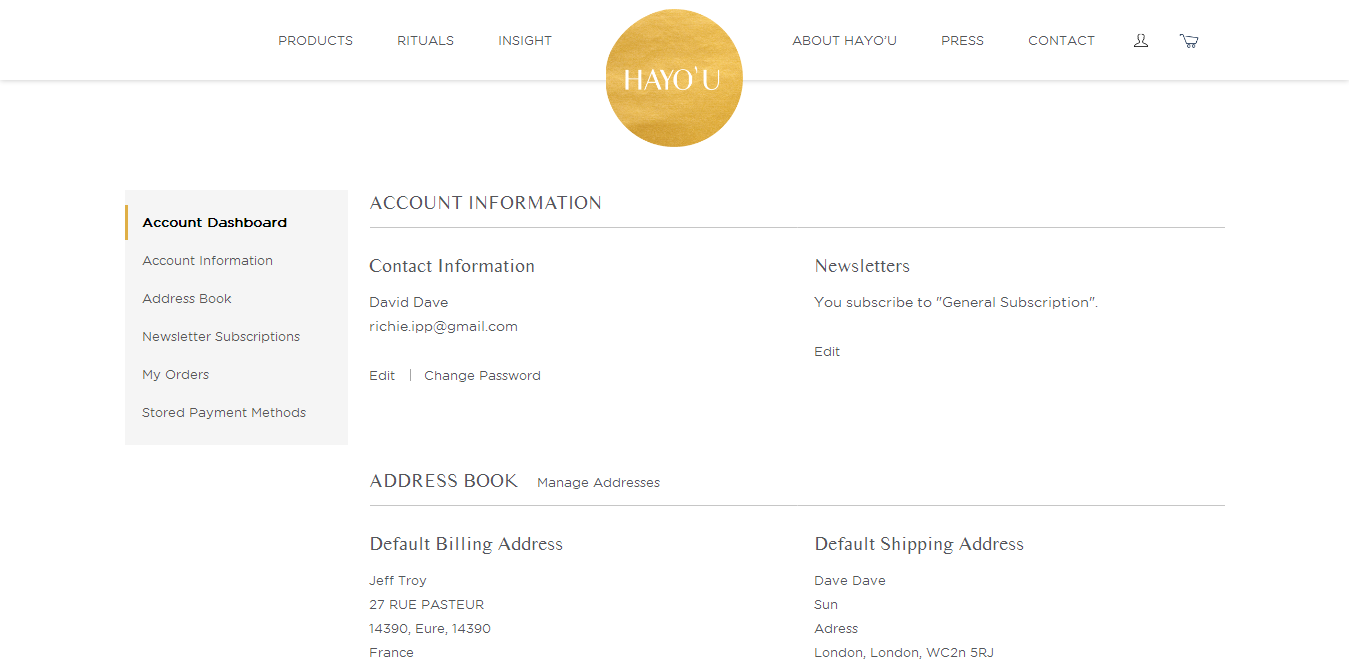 PRODUCTS RITUALS INSIGHT HAYO'U ABOUT HAYO'U PRESS CONTACT
Account Dashboard
Account Information
Address Book
Newsletter Subscriptions
My Orders
Stored Payment Methods
ACCOUNT INFORMATION
Contact Information
David Dave
richie.ipp@gmail.com
Edit | Change Password
Newsletters
You subscribe to "General Subscription".
Edit
ADDRESS BOOK Manage Addresses
Default Billing Address
Jeff Troy
27 RUE PASTEUR
14390, Eure, 14390
France
Default Shipping Address
Dave Dave
Sun
Adress
London, London, WC2n 5RJ